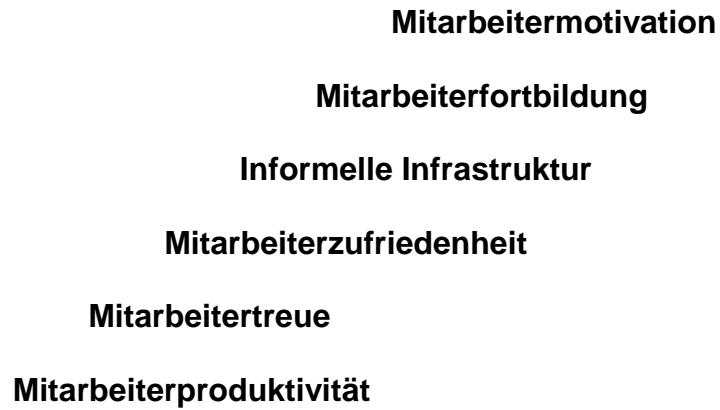 Mitarbeitermotivation
Mitarbeiterfortbildung
Informelle Infrastruktur
Mitarbeiterzufriedenheit
Mitarbeitertreue
Mitarbeiterproduktivität